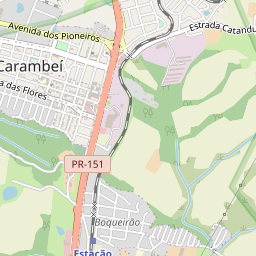 Avenida dos Pioneiros
Estrada Catandu
Carambeí
a das Flores
PR-151
Boqueirão
Estação